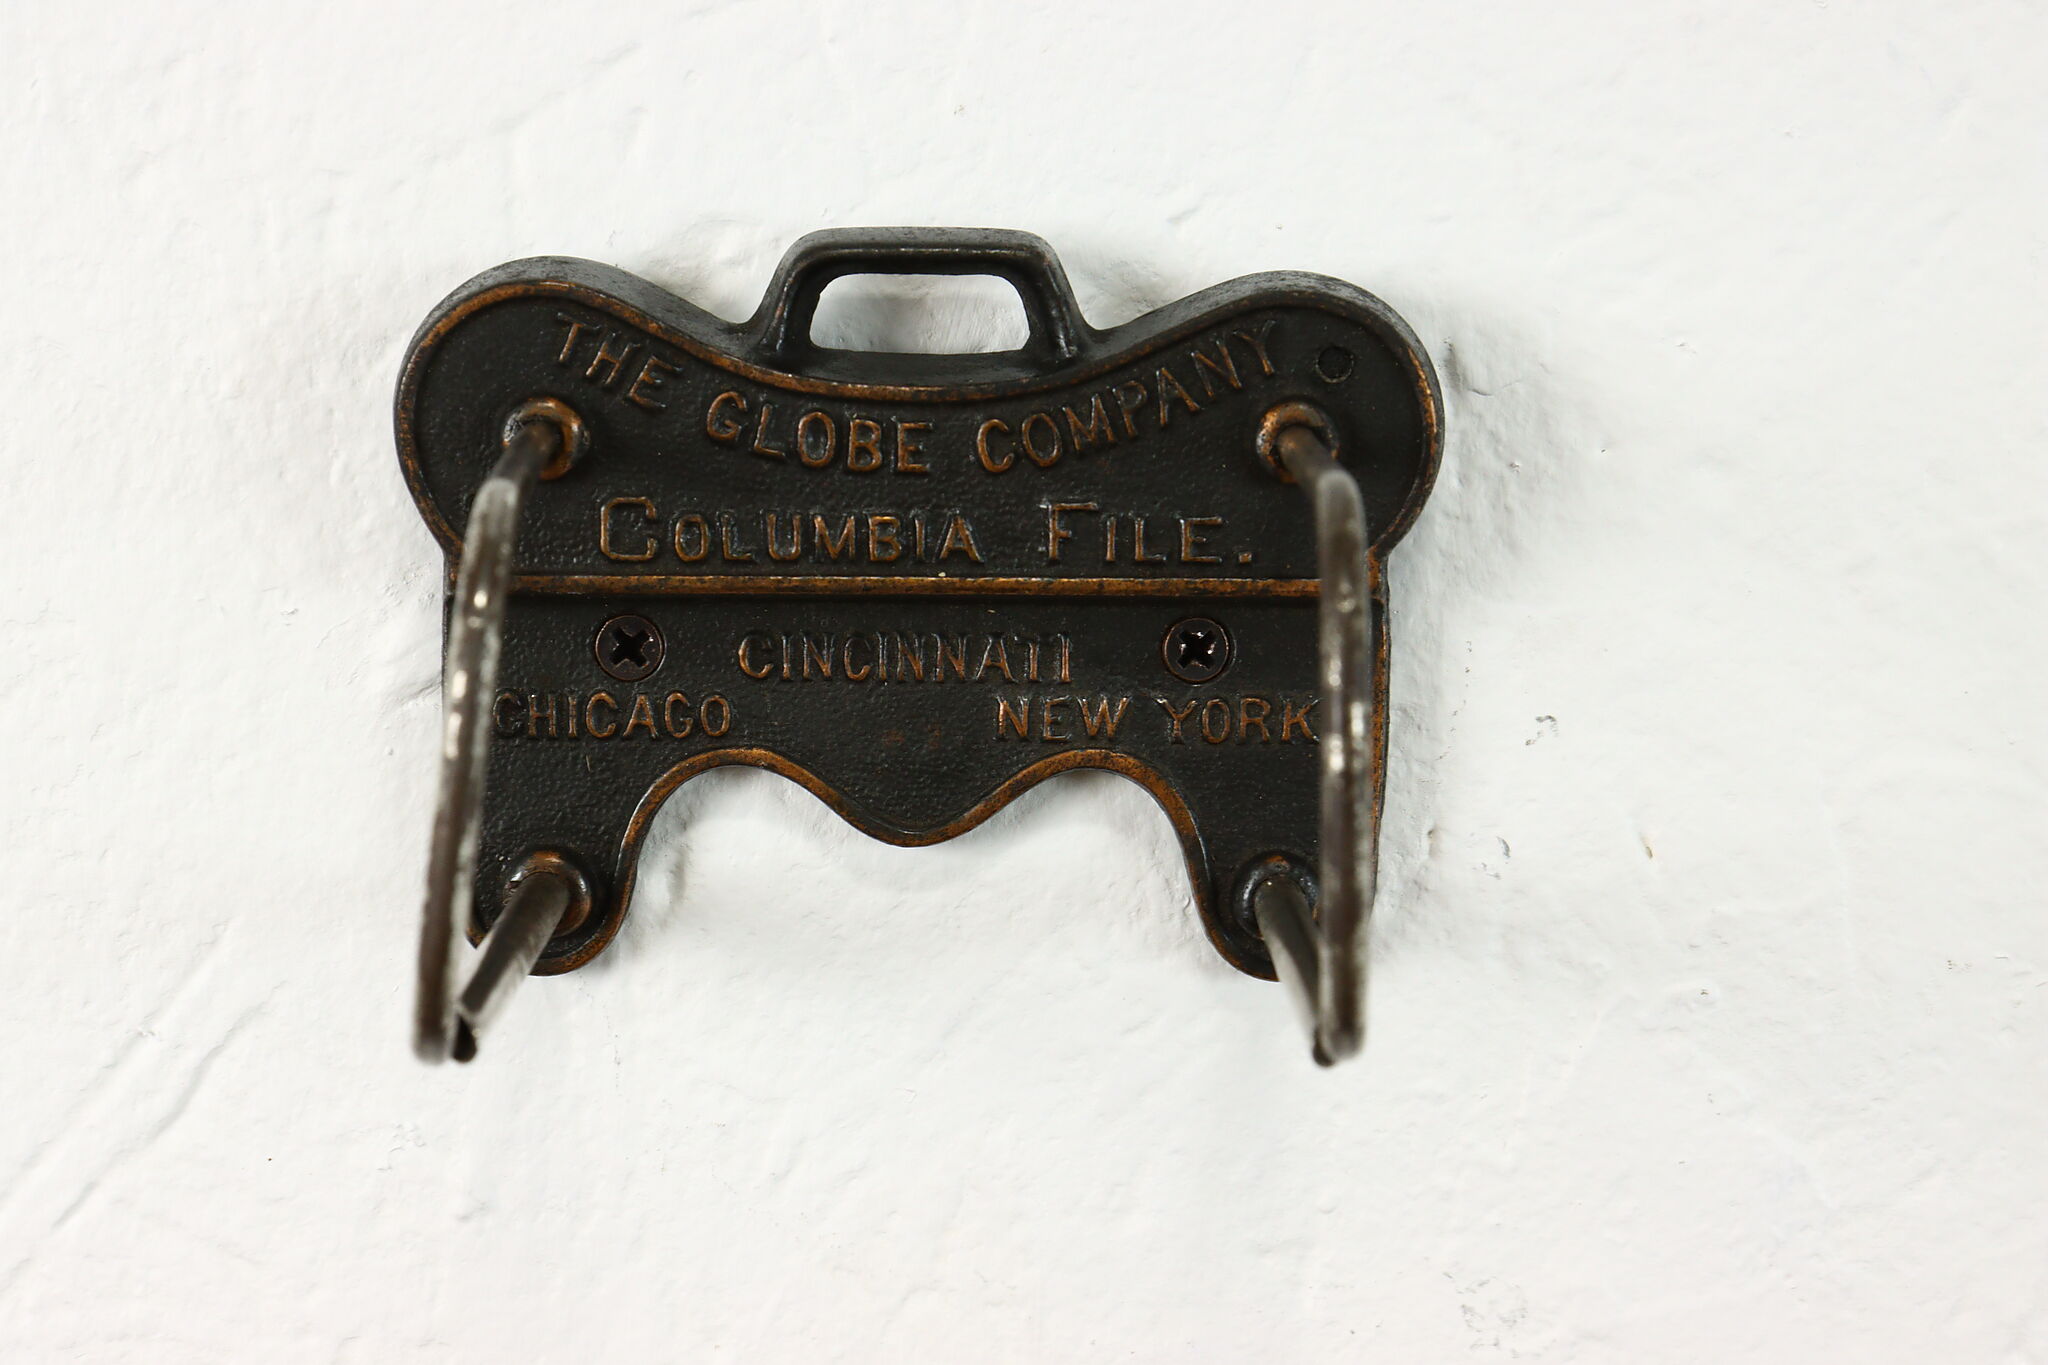 THE GLOBE COMPANY
COLUMBIA FILE.
CINCINNATI
CHICAGO NEW YORK